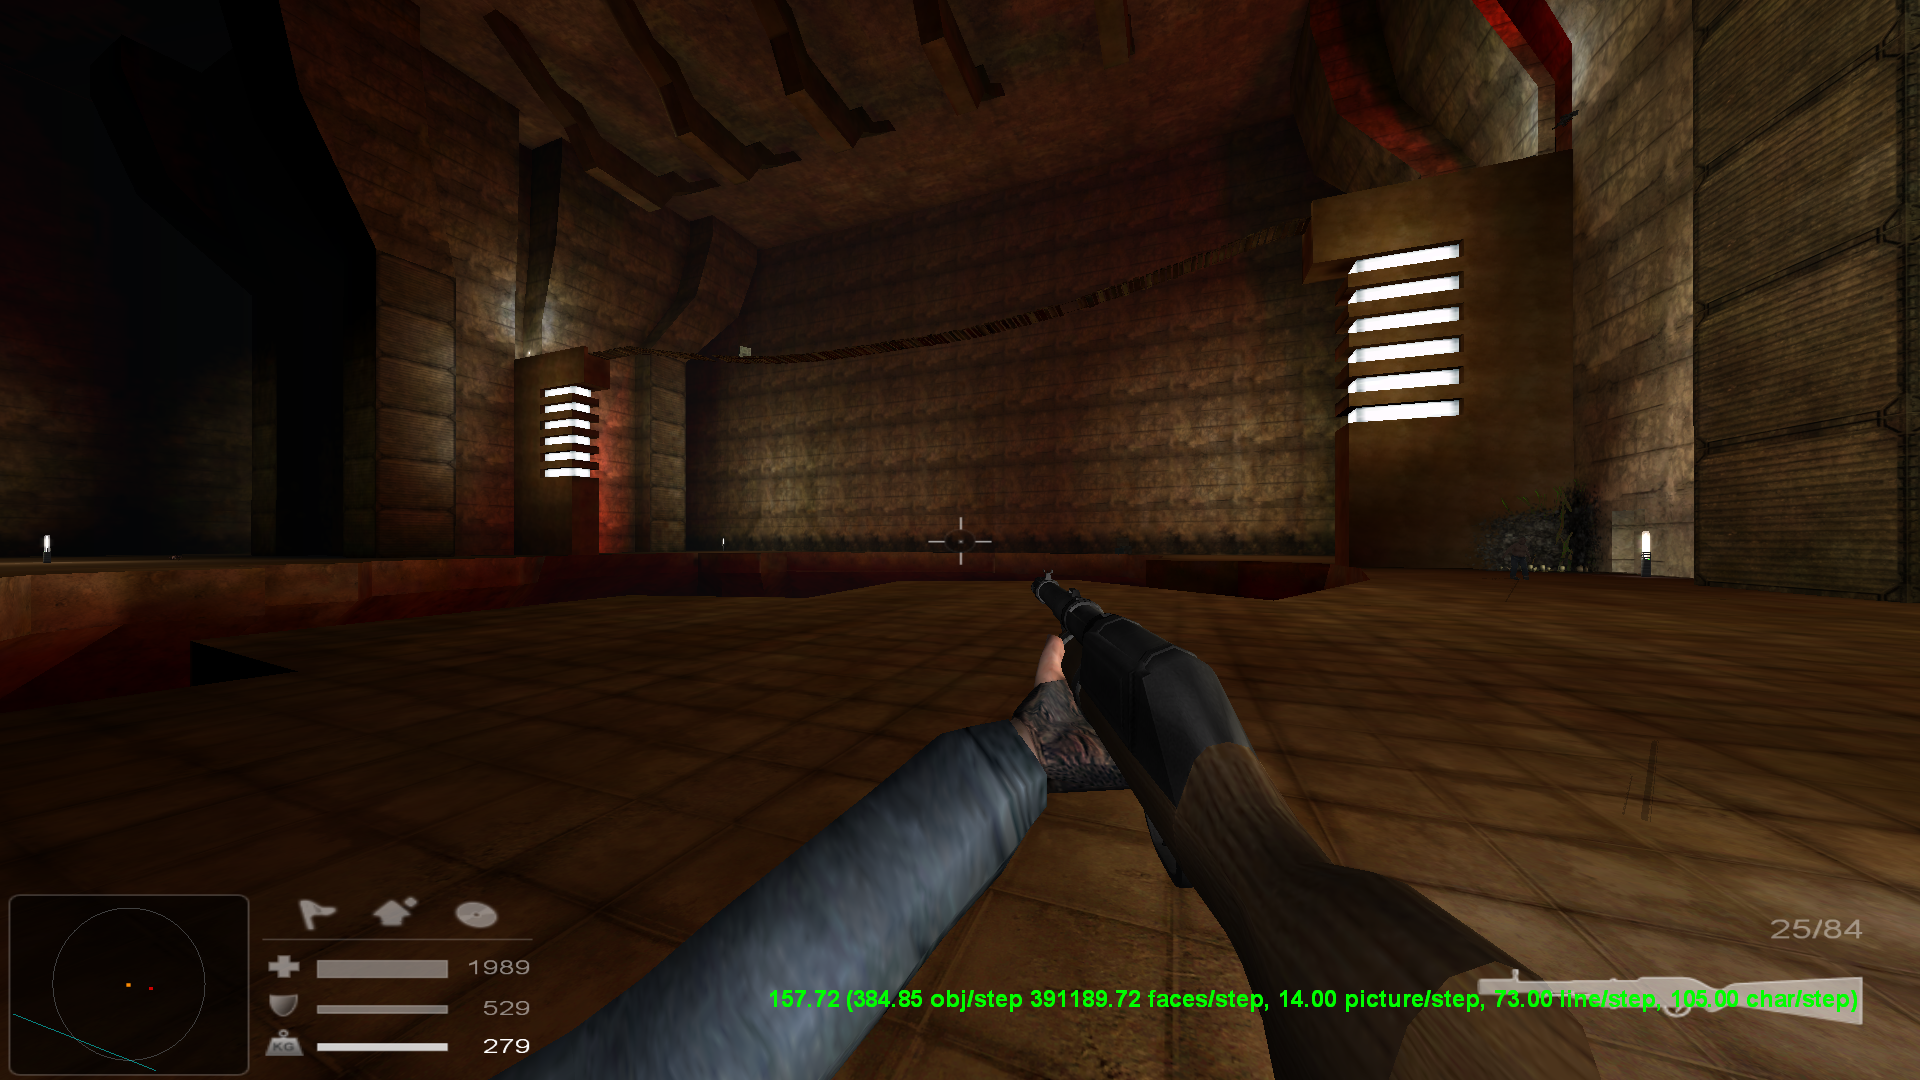 25/84
1989
157.72 (384.85 obj/step 391189.72 faces/step, 14.00 picture/step, 73.00 line/step, 105.00 char/step)
529
KG
279